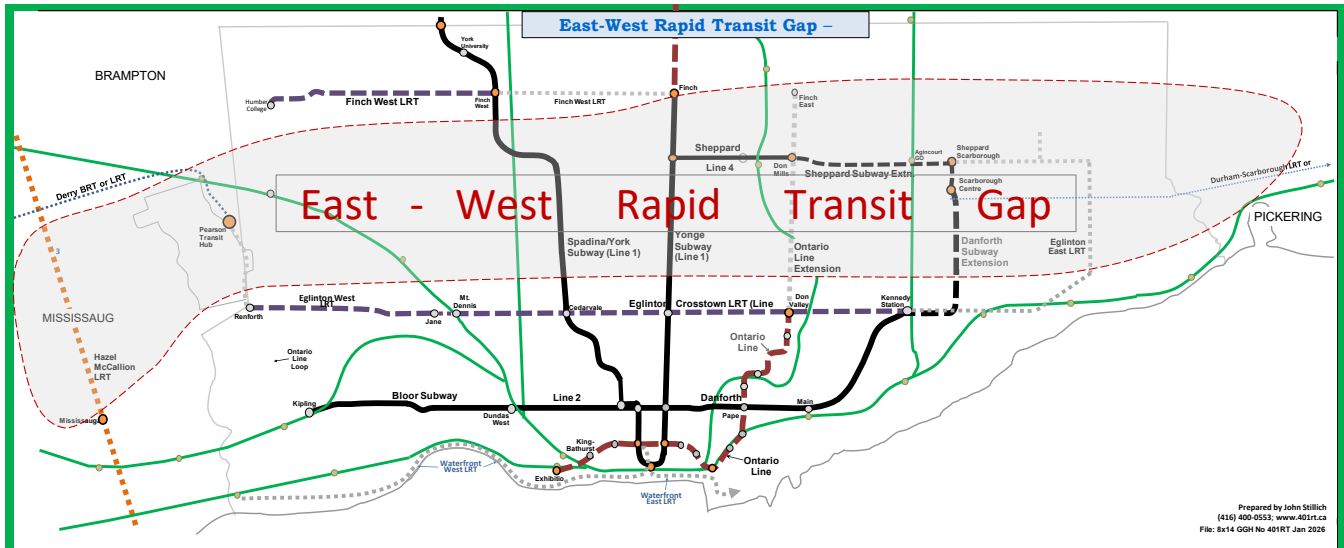 East-West Rapid Transit Gap –
York
University
BRAMPTON
Humber
College
Finch West LRT
Finch
West
Finch West LRT
Finch
Finch
East
Sheppard
Line 4
Don
Mills
Sheppard Subway Extn.
Agincourt
GO
Sheppard
Scarborough
Scarborough
Centre
Durham-Scarborough LRT or
Derry BRT or LRT
East - West Rapid Transit Gap
PICKERING
Pearson
Transit
Hub
3
Spadina/York
Subway (Line 1)
Yonge
Subway
(Line 1)
Ontario
Line
Extension
Danforth
Subway
Extension
Eglinton
East LRT
Eglinton West
LRT
Renforth
Jane
Mt.
Dennis
Cedarvale
Eglinton
Crosstown LRT (Line
Don
Valley
Kennedy
Station
MISSISSAUG
Hazel
McCallion
LRT
Ontario
Line
Loop
Ontario
Line
Kipling
Bloor Subway
Dundas
West
Line 2
Danforth
Pape
Main
Mississauga
King-
Bathurst
Exhibitio
Ontario
Line
Waterfront
West LRT
Waterfront
East LRT
Prepared by John Stillich
(416) 400-0553; www.401rt.ca
File: 8x14 GGH No 401RT Jan 2026